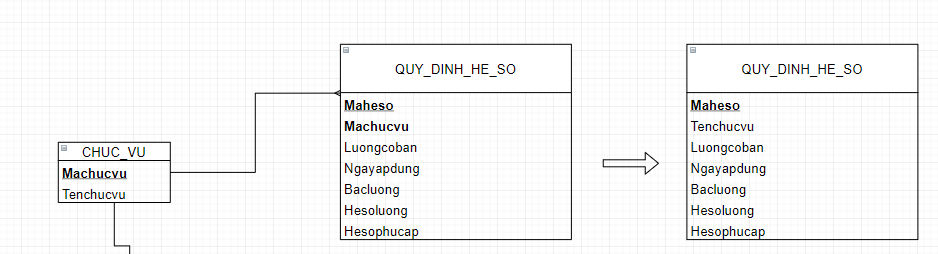 CHUC_VU
Machucvu
Tenchucvu
QUY_DINH_HE_SO
Maheso
Machucvu
Luongcoban
Ngayapdung
Bacluong
Hesoluong
Hesophucap
QUY_DINH_HE_SO
Maheso
Tenchucvu
Luongcoban
Ngayapdung
Bacluong
Hesoluong
Hesophucap